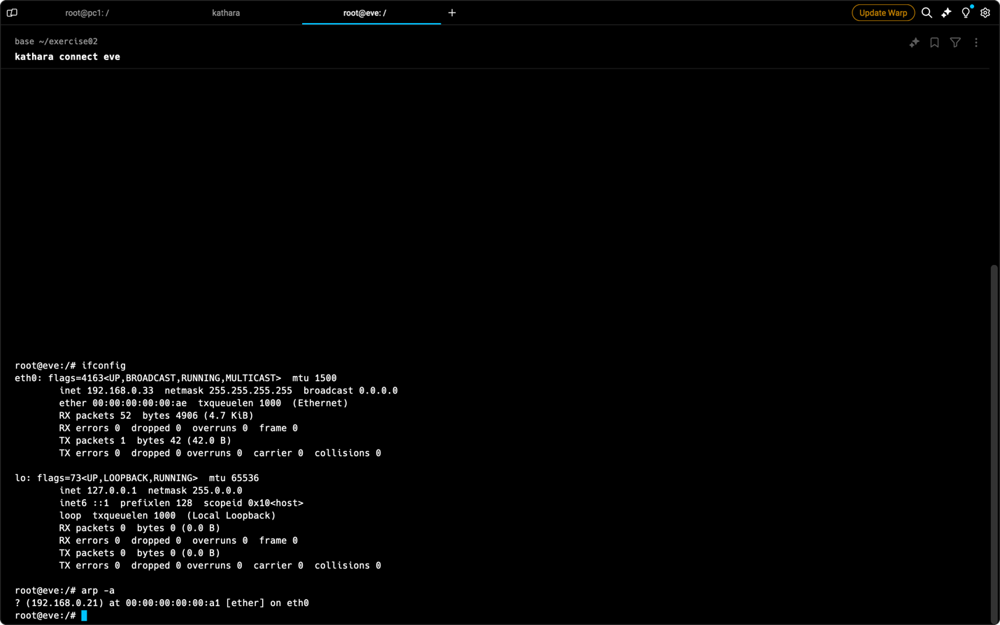 root@pc1: /
kathara
root@eve: /
Update Warp
base ~/exercise02
kathara connect eve
root@eve:/# ifconfig
eth0: flags=4163<UP,BROADCAST,RUNNING,MULTICAST>  mtu 1500
        inet 192.168.0.33  netmask 255.255.255.255  broadcast 0.0.0.0
        ether 00:00:00:00:00:ae  txqueuelen 1000  (Ethernet)
        RX packets 52  bytes 4906 (4.7 KiB)
        RX errors 0  dropped 0  overruns 0  frame 0
        TX packets 1  bytes 42 (42.0 B)
        TX errors 0  dropped 0 overruns 0  carrier 0  collisions 0

lo: flags=73<UP,LOOPBACK,RUNNING>  mtu 65536
        inet 127.0.0.1  netmask 255.0.0.0
        inet6 ::1  prefixlen 128  scopeid 0x10<host>
        loop  txqueuelen 1000  (Local Loopback)
        RX packets 0  bytes 0 (0.0 B)
        RX errors 0  dropped 0  overruns 0  frame 0
        TX packets 0  bytes 0 (0.0 B)
        TX errors 0  dropped 0 overruns 0  carrier 0  collisions 0

root@eve:/# arp -a
? (192.168.0.21) at 00:00:00:00:00:a1 [ether] on eth0
root@eve:/#